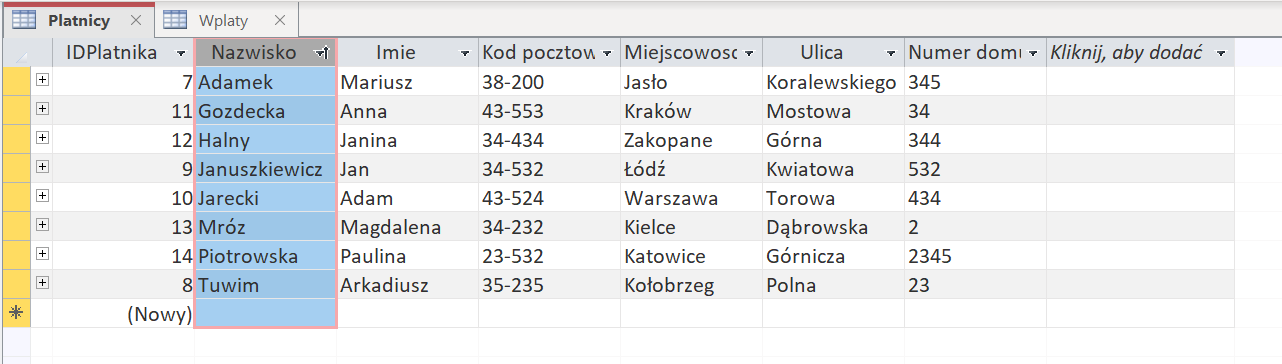 Platnicy Wplaty
IDPlatnika Nazwisko Imie Kod pocztow Miejscowosc Ulica Numer domu Kliknij, aby dodać
7 Adamek Mariusz 38-200 Jasło Koralewskiego 345
11 Gozdecka Anna 43-553 Kraków Mostowa 34
12 Halny Janina 34-434 Zakopane Górna 344
9 Januszkiewicz Jan 34-532 Łódź Kwiatowa 532
10 Jarecki Adam 43-524 Warszawa Torowa 434
13 Mróz Magdalena 34-232 Kielce Dąbrowska 2
14 Piotrowska Paulina 23-532 Katowice Górnicza 2345
8 Tuwim Arkadiusz 35-235 Kołobrzeg Polna 23
(Nowy)